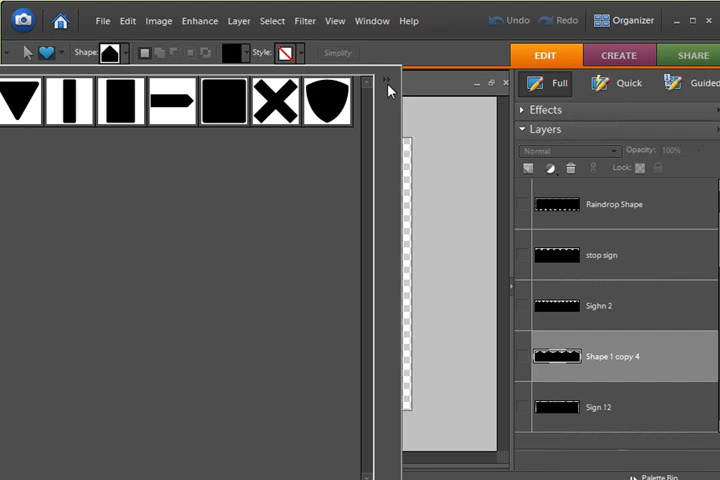 File Edit Image Enhance Layer Select Filter View Window Help Undo Redo Organizer
Shape: Style: Simplify EDIT CREATE SHARE
Full Quick Guided
Effects
Layers
Normal Opacity: 100%
Lock:
Raindrop Shape
stop sign
Sighn 2
Shape 1 copy 4
Sign 12
Palette Bin